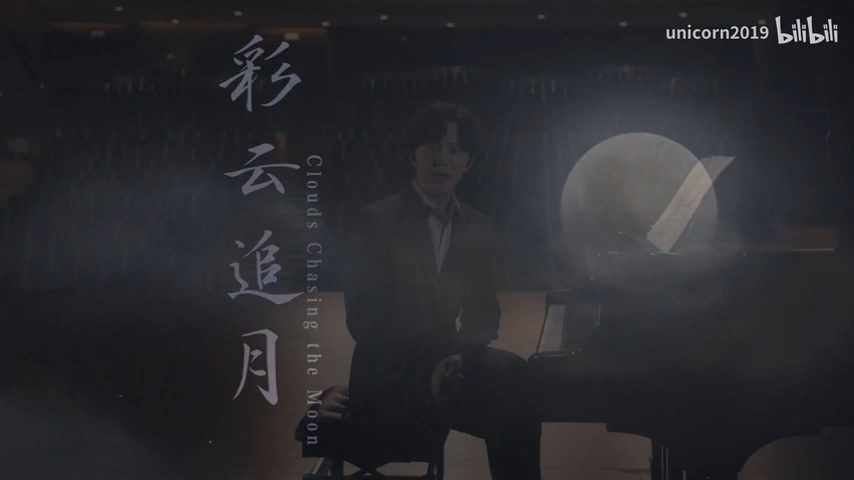 unicorn2019 bilibili
彩云追月
Clouds Chasing the Moon